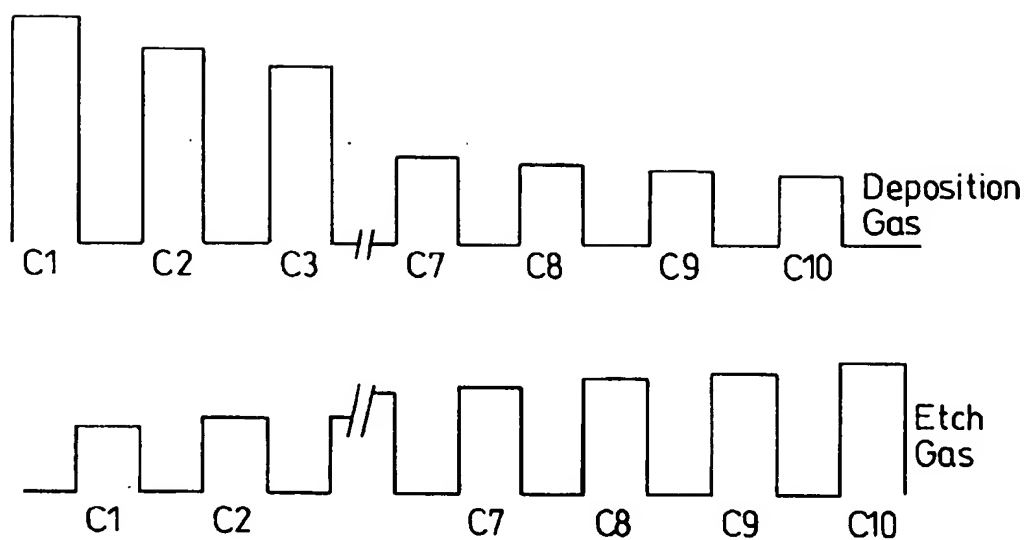 Deposition
Gas
C1 C2 C3 C7 C8 C9 C10
Etch
Gas
C1 C2 C7 C8 C9 C10